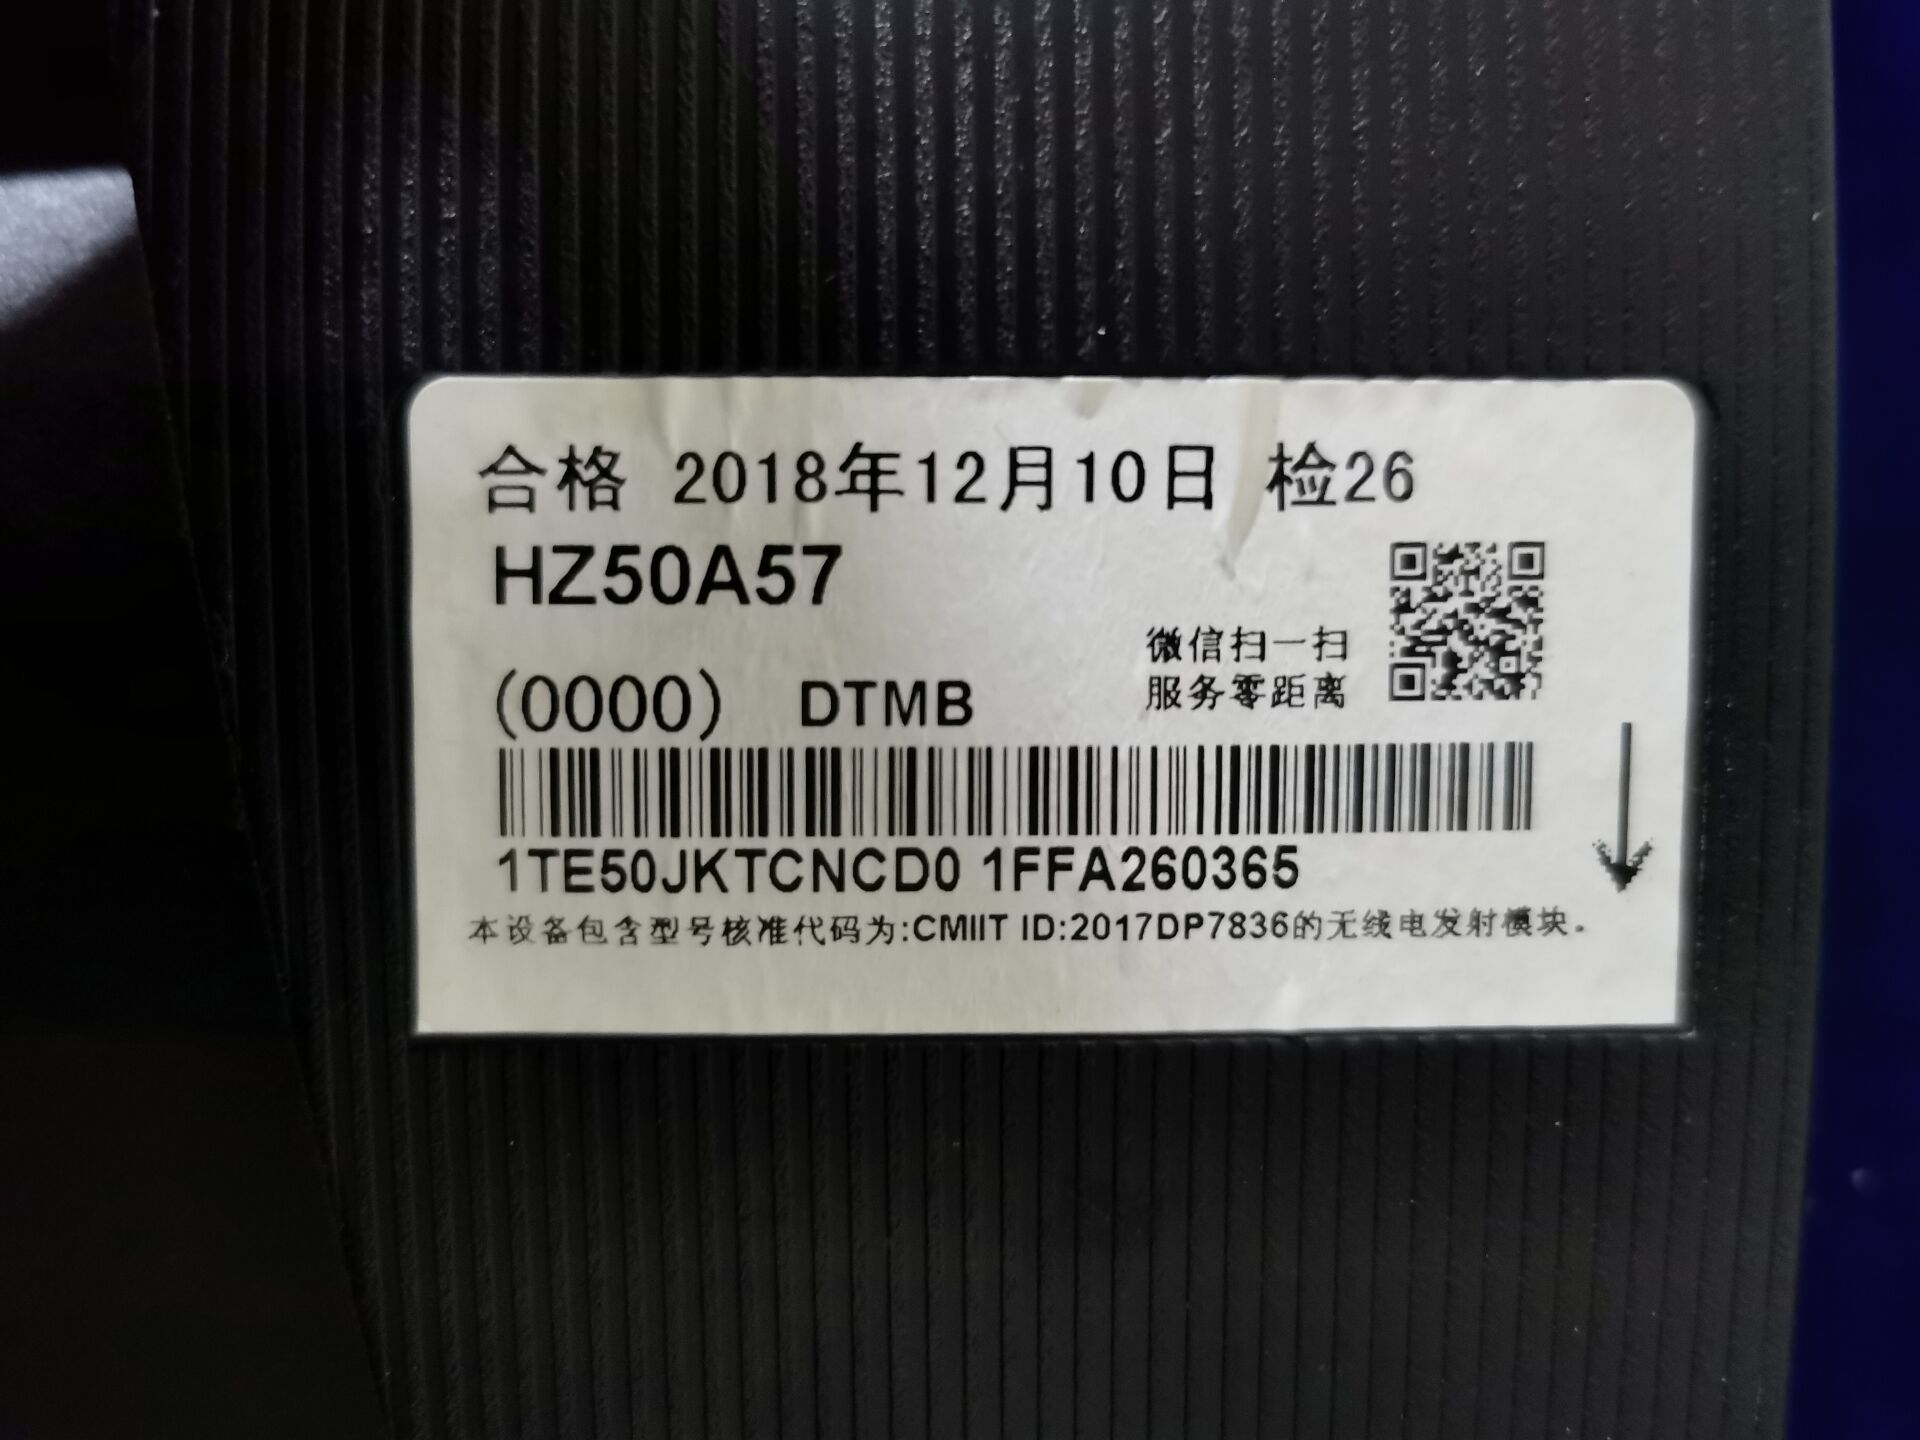 合格 2018年12月10日 检26
HZ50A57
微信扫一扫
服务零距离
(0000) DTMB
1TE50JKTCNCD0 1FFA260365
本设备包含型号核准代码为:CMIIT ID:2017DP7836的无线电发射模块。